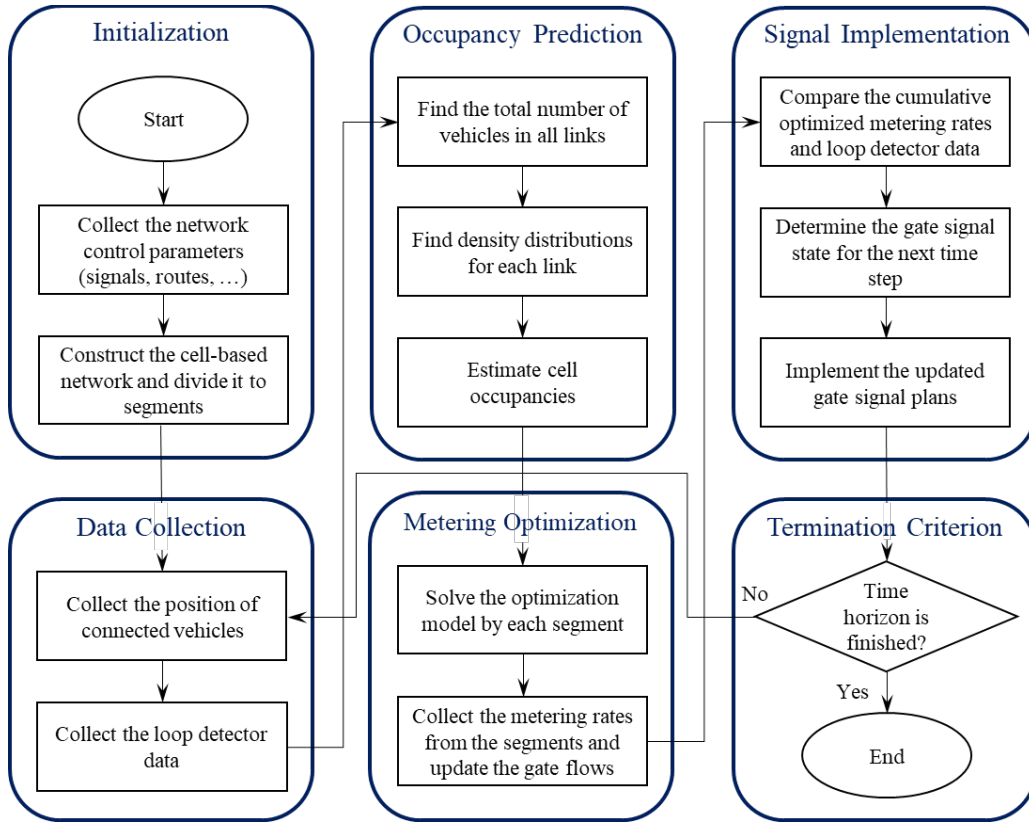 Initialization
Start
Collect the network
control parameters
(signals, routes, …)
Construct the cell-based
network and divide it to
segments
Data Collection
Collect the position of
connected vehicles
Collect the loop detector
data
Occupancy Prediction
Find the total number of
vehicles in all links
Find density distributions
for each link
Estimate cell
occupancies
Metering Optimization
Solve the optimization
model by each segment
Collect the metering rates
from the segments and
update the gate flows
Signal Implementation
Compare the cumulative
optimized metering rates
and loop detector data
Determine the gate signal
state for the next time
step
Implement the updated
gate signal plans
Termination Criterion
No
Time
horizon is
finished?
Yes
End